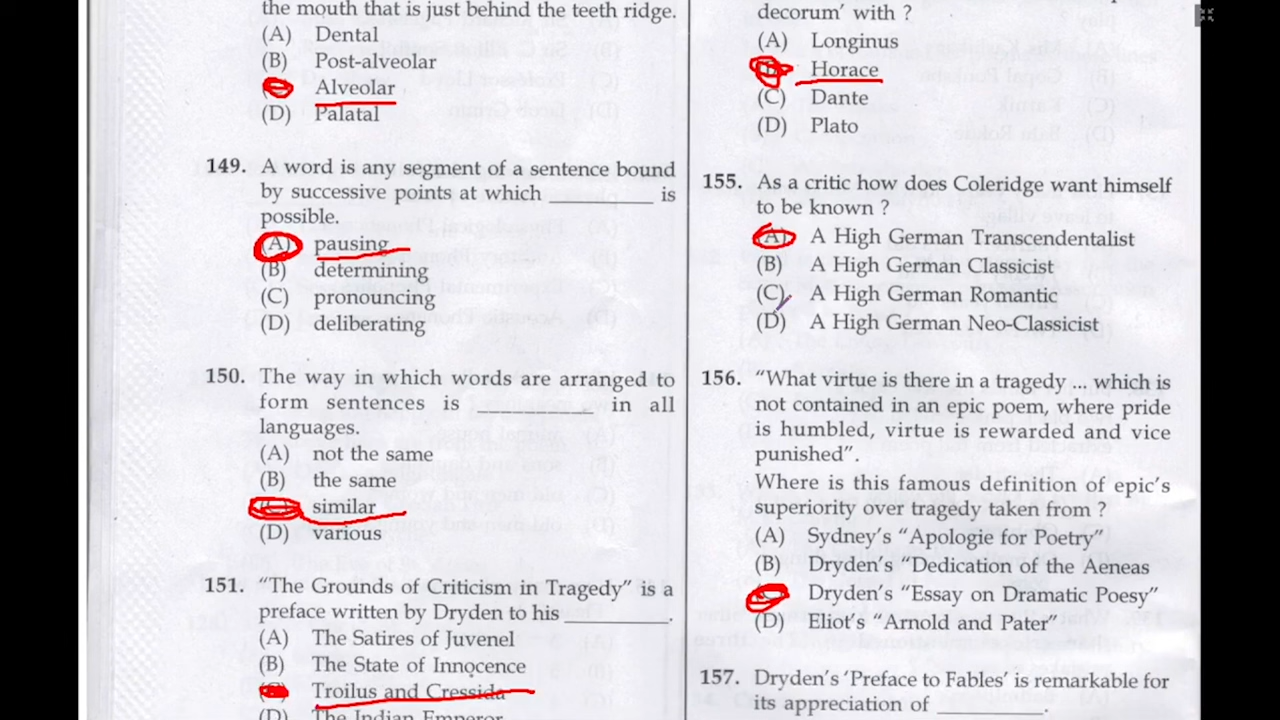 the mouth that is just behind the teeth ridge.
(A) Dental
(B) Post-alveolar
Alveolar
(D) Palatal
149. A word is any segment of a sentence bound
by successive points at which __________ is
possible.
(A) pausing
(B) determining
(C) pronouncing
(D) deliberating
150. The way in which words are arranged to
form sentences is __________ in all
languages.
(A) not the same
(B) the same
similar
(D) various
151. "The Grounds of Criticism in Tragedy" is a
preface written by Dryden to his __________.
(A) The Satires of Juvenel
(B) The State of Innocence
(C) Troilus and Cressida
(D) The Indian Emperor
decorum' with ?
(A) Longinus
(B) Horace
(C) Dante
(D) Plato
155. As a critic how does Coleridge want himself
to be known ?
(A) A High German Trascendentalist
(B) A High German Classicist
(C) A High German Romantic
(D) A High German Neo-Classicist
156. "What virtue is there in a tragedy ... which is
not contained in an epic poem, where pride
is humbled, virtue is rewarded and vice
punished".
Where is this famous definition of epic's
superiority over tragedy taken from ?
(A) Sydney's "Apologie for Poetry"
(B) Dryden's "Dedication of the Aeneas
Dryden's "Essay on Dramatic Poesy"
(D) Eliot's "Arnold and Pater"
157. Dryden's 'Preface to Fables' is remarkable for
its appreciation of __________.